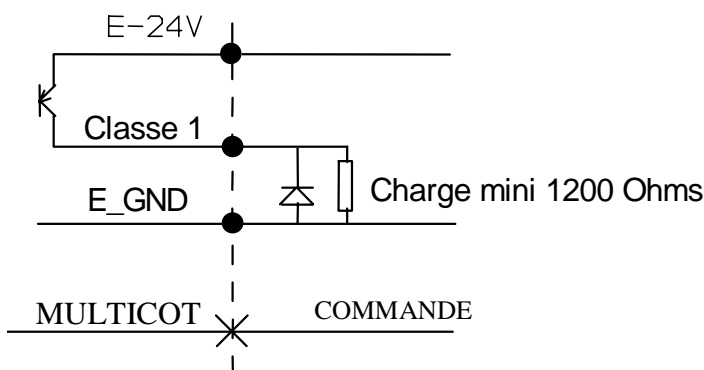 E-24V
Classe 1
E_GND
Charge mini 1200 Ohms
MULTICOT
COMMANDE